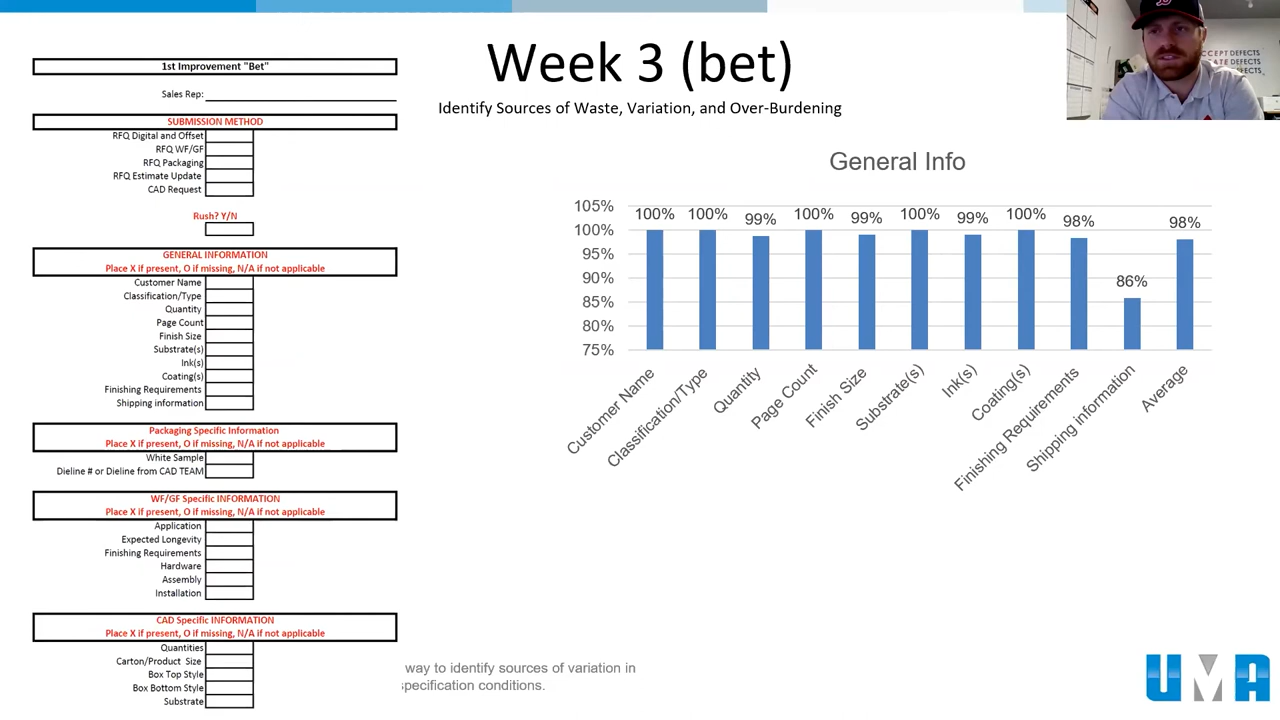 Week 3 (bet)
Identify Sources of Waste, Variation, and Over-Burdening
1st Improvement "Bet"
Sales Rep:
SUBMISSION METHOD
RFQ Digital and Offset
RFQ WF/GF
RFQ Packaging
RFQ Estimate Update
CAD Request
Rush? Y/N
GENERAL INFORMATION
Place X if present, O if missing, N/A if not applicable
Customer Name
Classification/Type
Quantity
Page Count
Finish Size
Substrate(s)
Ink(s)
Coating(s)
Finishing Requirements
Shipping information
Packaging Specific Information
Place X if present, O if missing, N/A if not applicable
White Sample
Dieline # or Dieline from CAD TEAM
WF/GF Specific INFORMATION
Place X if present, O if missing, N/A if not applicable
Application
Expected Longevity
Finishing Requirements
Hardware
Assembly
Installation
CAD Specific INFORMATION
Place X if present, O if missing, N/A if not applicable
Quantities
Carton/Product Size
Box Top Style
Box Bottom Style
Substrate
General Info
105%
100%
95%
90%
85%
80%
75%
100% 100% 99% 100% 99% 100% 99% 100% 98% 86% 98%
Customer Name
Classification/Type
Quantity
Page Count
Finish Size
Substrate(s)
Ink(s)
Coating(s)
Finishing Requirements
Shipping information
Average
way to identify sources of variation in
specification conditions.
UMA
DEFECTS
DEFECTS
DEFECTS